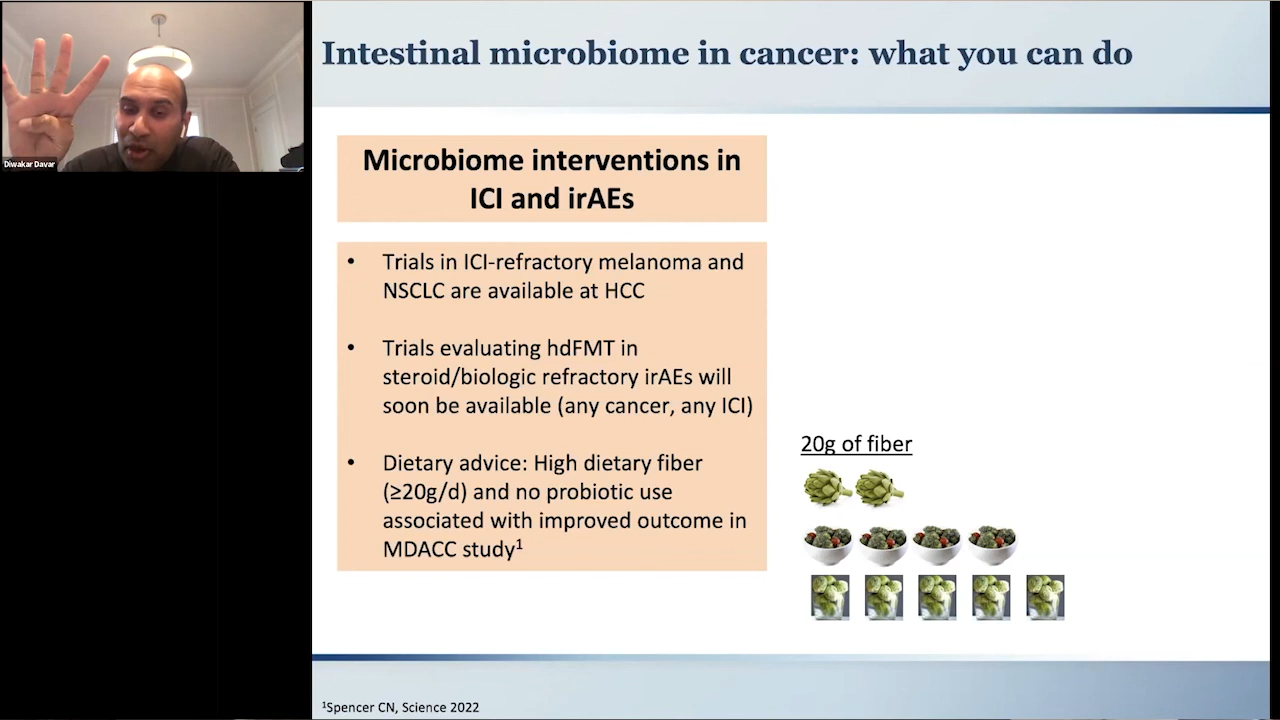 Intestinal microbiome in cancer: what you can do
Diwakar Davar
Microbiome interventions in
ICI and irAEs
• Trials in ICI-refractory melanoma and
NSCLC are available at HCC
• Trials evaluating hdFMT in
steroid/biologic refractory irAEs will
soon be available (any cancer, any ICI)
• Dietary advice: High dietary fiber
(≥20g/d) and no probiotic use
associated with improved outcome in
MDACC study¹
20g of fiber
¹Spencer CN, Science 2022